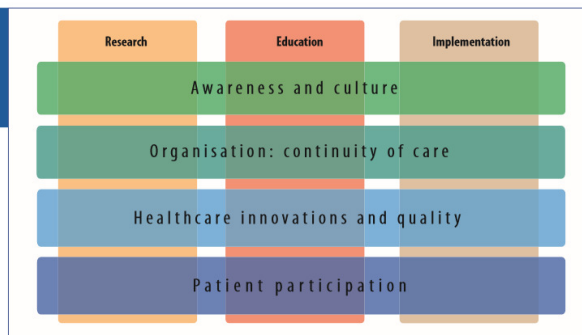 Research Education Implementation
Awareness and culture
Organisation: continuity of care
Healthcare innovations and quality
Patient participation